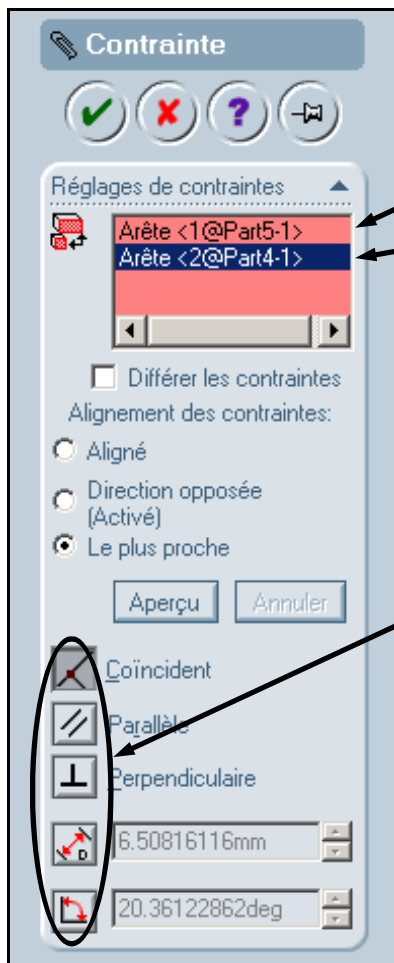 Contrainte
?
Réglages de contraintes
Arête <1@Part5-1>
Arête <2@Part4-1>
Différer les contraintes
Alignement des contraintes:
Aligné
Direction opposée
(Activé)
Le plus proche
Aperçu Annuler
Coïncident
Parallèle
Perpendiculaire
D 6.50816116mm
20.36122862deg